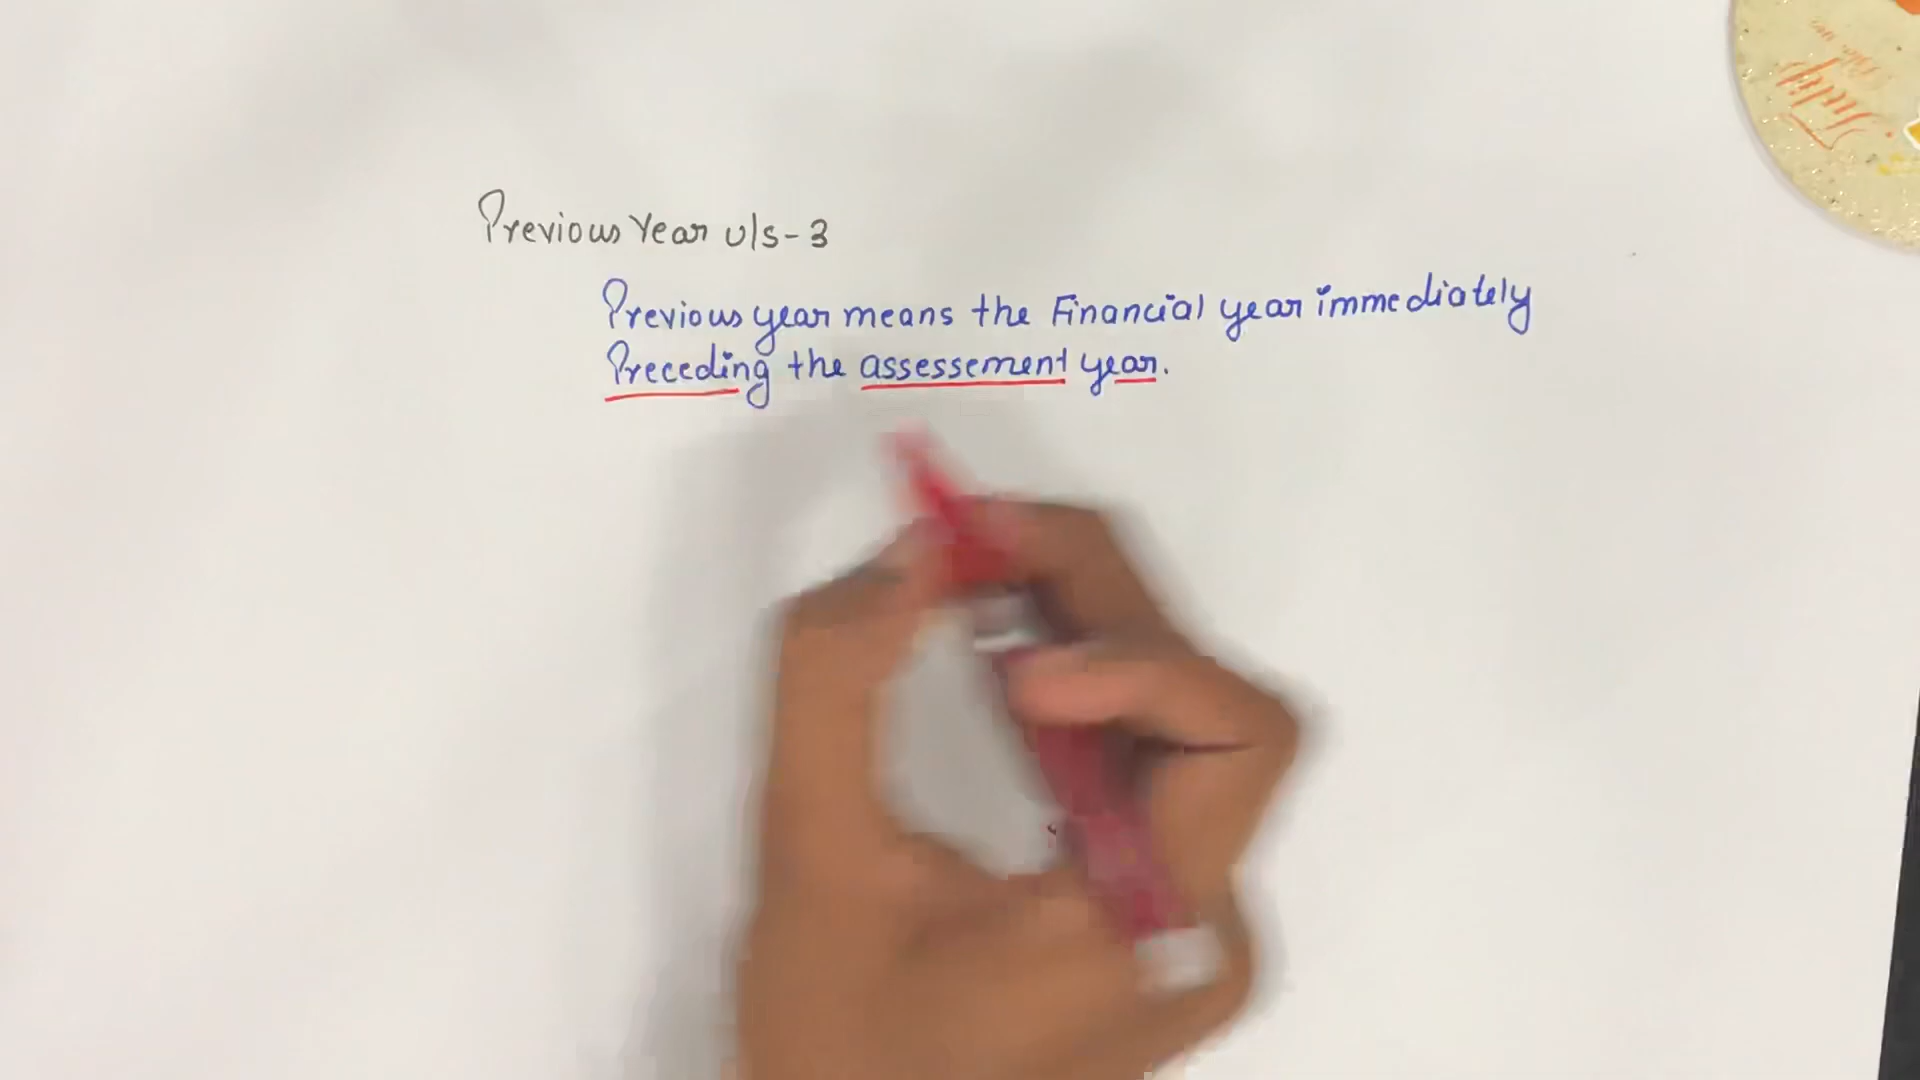 Previous Year u/s - 3
Previous year means the Financial year immediately
Preceding the assessement year.